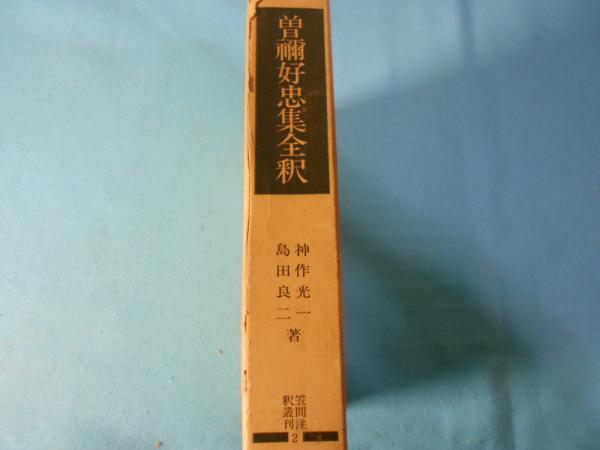 曽禰好忠集全釈
神作光一
島田良二
著
笠間注
釈叢刊
2